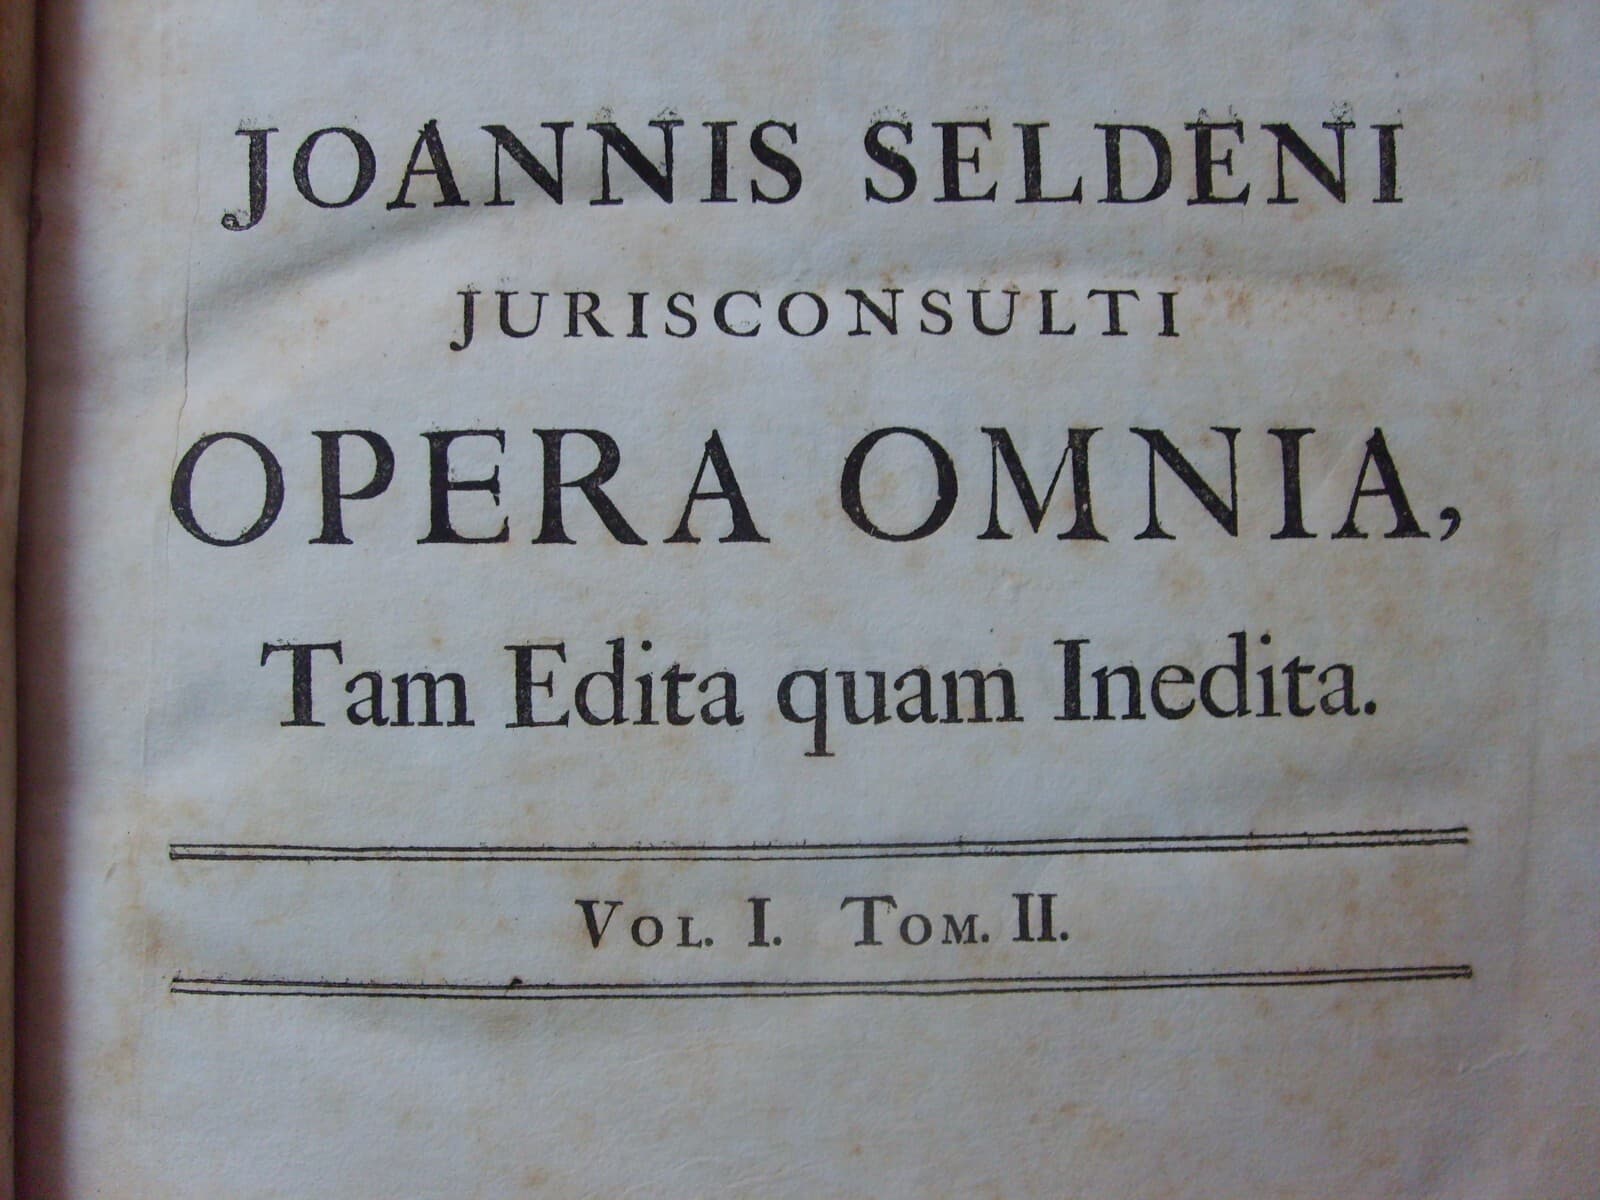 JOANNIS SELDENI
JURISCONSULTI
OPERA OMNIA,
Tam Edita quam Inedita.
VOL. I. TOM. II.